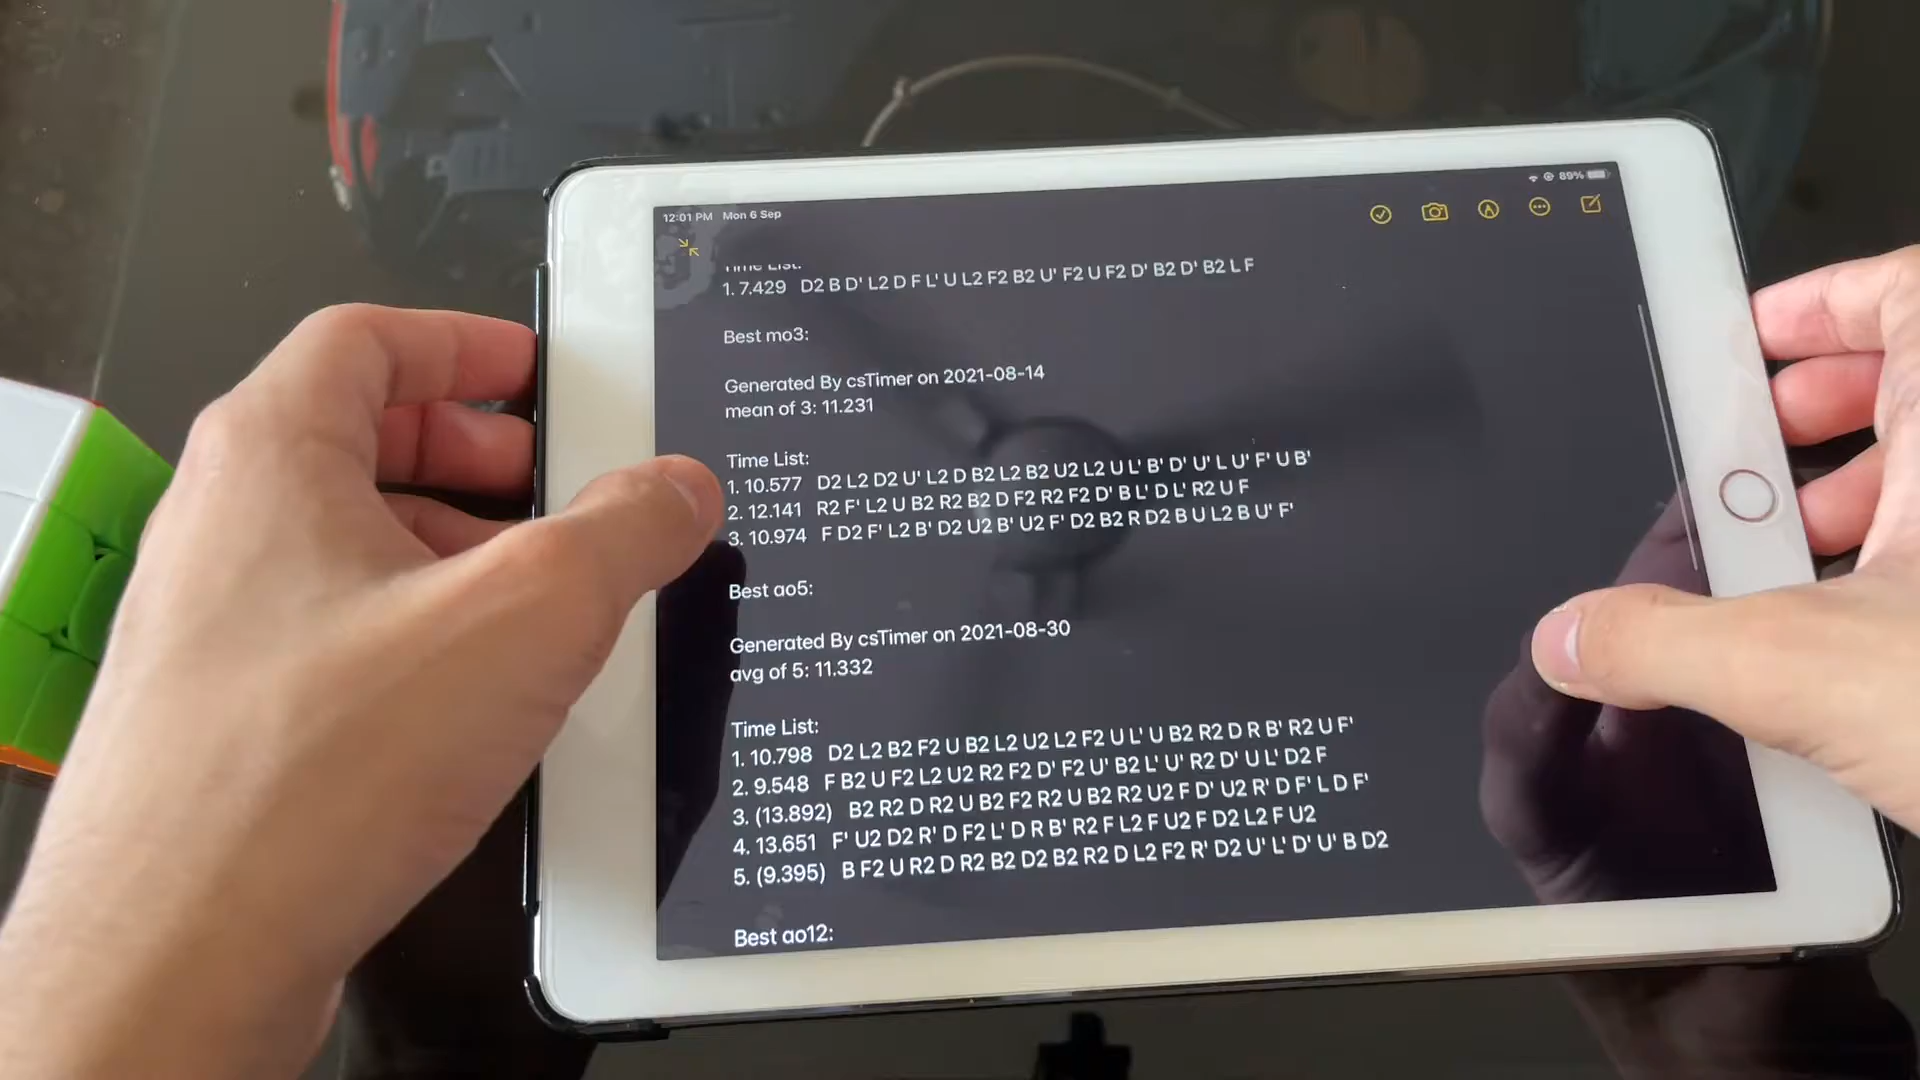 12:01 PM Mon 6 Sep
89%
Time List:
1. 7.429 D2 B D' L2 D F L' U L2 F2 B2 U' F2 U F2 D' B2 D' B2 L F
Best mo3:
Generated By csTimer on 2021-08-14
mean of 3: 11.231
Time List:
1. 10.577 D2 L2 D2 U' L2 D B2 L2 B2 U2 L2 U L' B' D' U' L U' F' U B'
2. 12.141 R2 F' L2 U B2 R2 B2 D F2 R2 F2 D' B L' D L' R2 U F
3. 10.974 F D2 F' L2 B' D2 U2 B' U2 F' D2 B2 R D2 B U L2 B U' F'
Best ao5:
Generated By csTimer on 2021-08-30
avg of 5: 11.332
Time List:
1. 10.798 D2 L2 B2 F2 U B2 L2 U2 L2 F2 U L' U B2 R2 D R B' R2 U F'
2. 9.548 F B2 U F2 L2 U2 R2 F2 D' F2 U' B2 L' U' R2 D' U L' D2 F
3. (13.892) B2 R2 D R2 U B2 F2 R2 U B2 R2 U2 F D' U2 R' D F' L D F'
4. 13.651 F' U2 D2 R' D F2 L' D R B' R2 F L2 F U2 F D2 L2 F U2
5. (9.395) B F2 U R2 D R2 B2 D2 B2 R2 D L2 F2 R' D2 U' L' D' U' B D2
Best ao12: